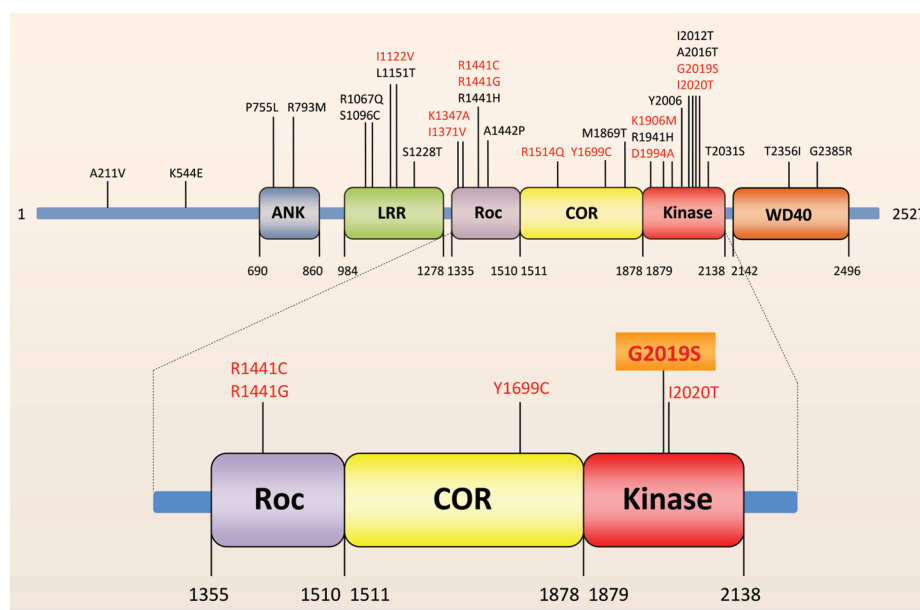 I2012T
A2016T
G2019S
I2020T
I1122V
L1151T
R1441C
R1441G
R1441H
Y2006
P755L R793M
R1067Q
S1096C
K1347A
I1371V
A1442P
M1869T
K1906M
R1941H
D1994A
S1228T
R1514Q Y1699C
T2031S
T2356I G2385R
A211V K544E
1 ANK LRR Roc COR Kinase WD40 2527
690 860 984 1278 1335 1510 1511 1878 1879 2138 2142 2496
G2019S
R1441C
R1441G
Y1699C
I2020T
Roc COR Kinase
1355 1510 1511 1878 1879 2138